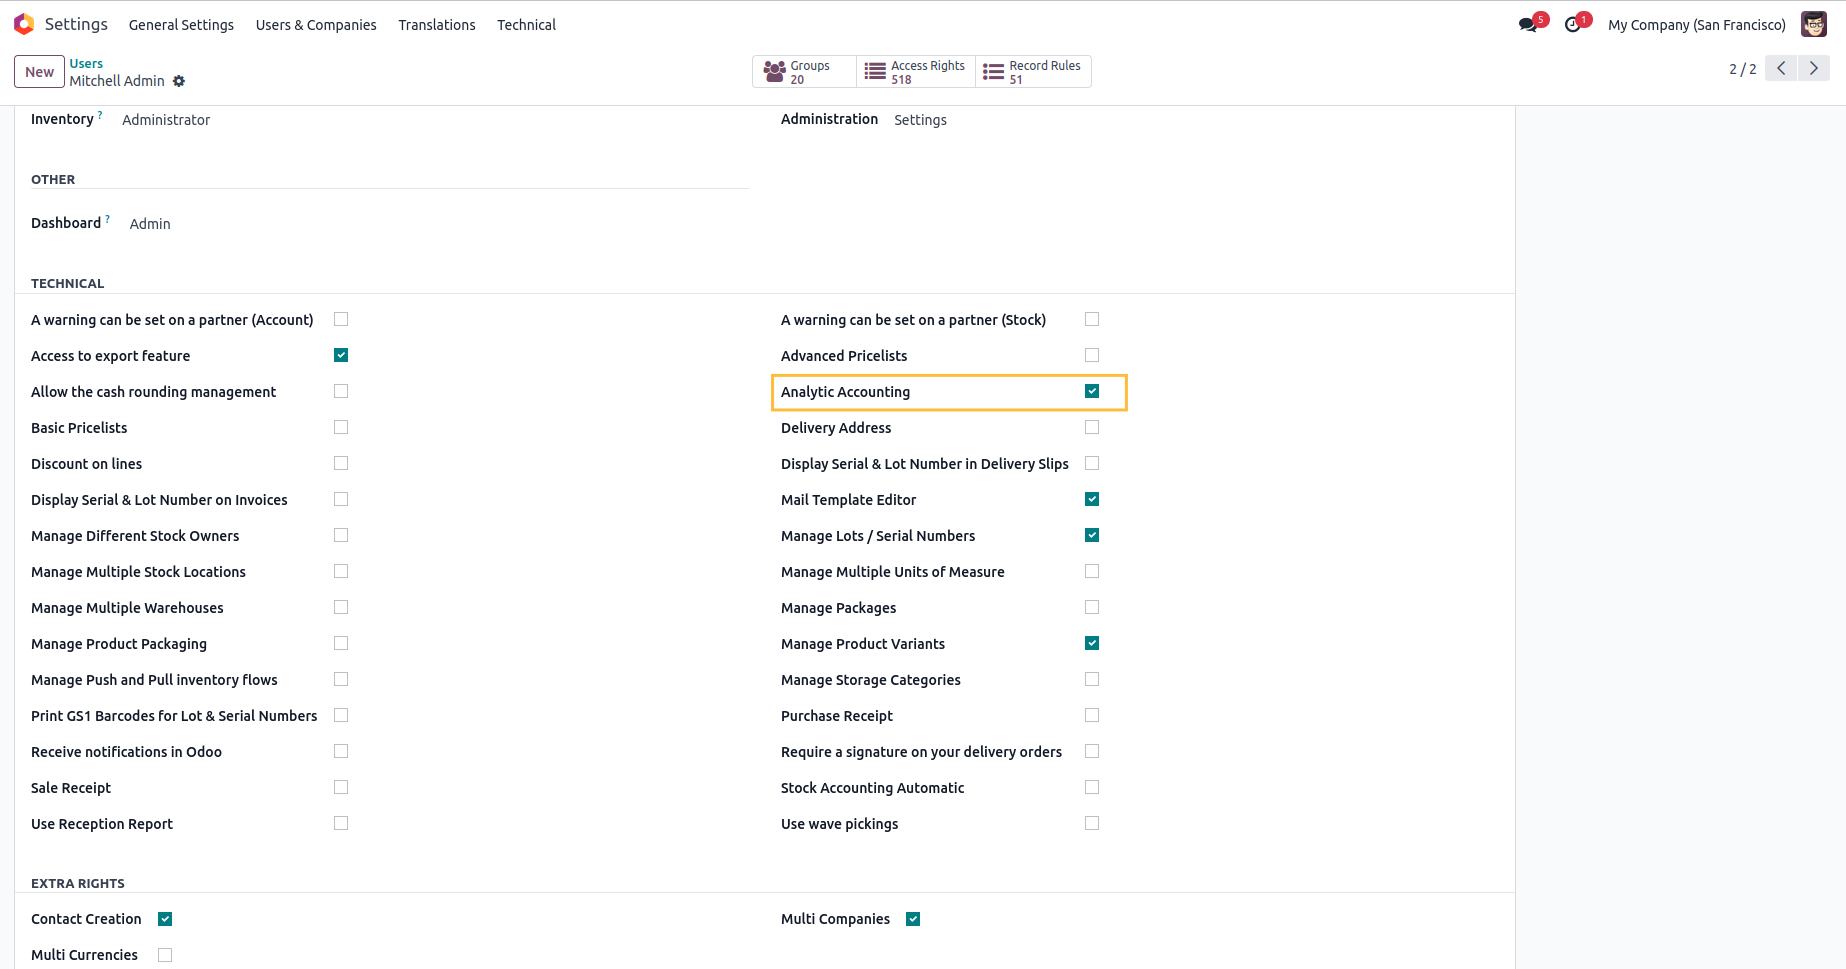 Settings General Settings Users & Companies Translations Technical 5 1 My Company (San Francisco)
New Users Mitchell Admin Groups 20 Access Rights 518 Record Rules 51 2 / 2
Inventory ? Administrator Administration Settings
OTHER
Dashboard ? Admin
TECHNICAL
A warning can be set on a partner (Account) A warning can be set on a partner (Stock)
Access to export feature Advanced Pricelists
Allow the cash rounding management Analytic Accounting
Basic Pricelists Delivery Address
Discount on lines Display Serial & Lot Number in Delivery Slips
Display Serial & Lot Number on Invoices Mail Template Editor
Manage Different Stock Owners Manage Lots / Serial Numbers
Manage Multiple Stock Locations Manage Multiple Units of Measure
Manage Multiple Warehouses Manage Packages
Manage Product Packaging Manage Product Variants
Manage Push and Pull inventory flows Manage Storage Categories
Print GS1 Barcodes for Lot & Serial Numbers Purchase Receipt
Receive notifications in Odoo Require a signature on your delivery orders
Sale Receipt Stock Accounting Automatic
Use Reception Report Use wave pickings
EXTRA RIGHTS
Contact Creation Multi Companies
Multi Currencies